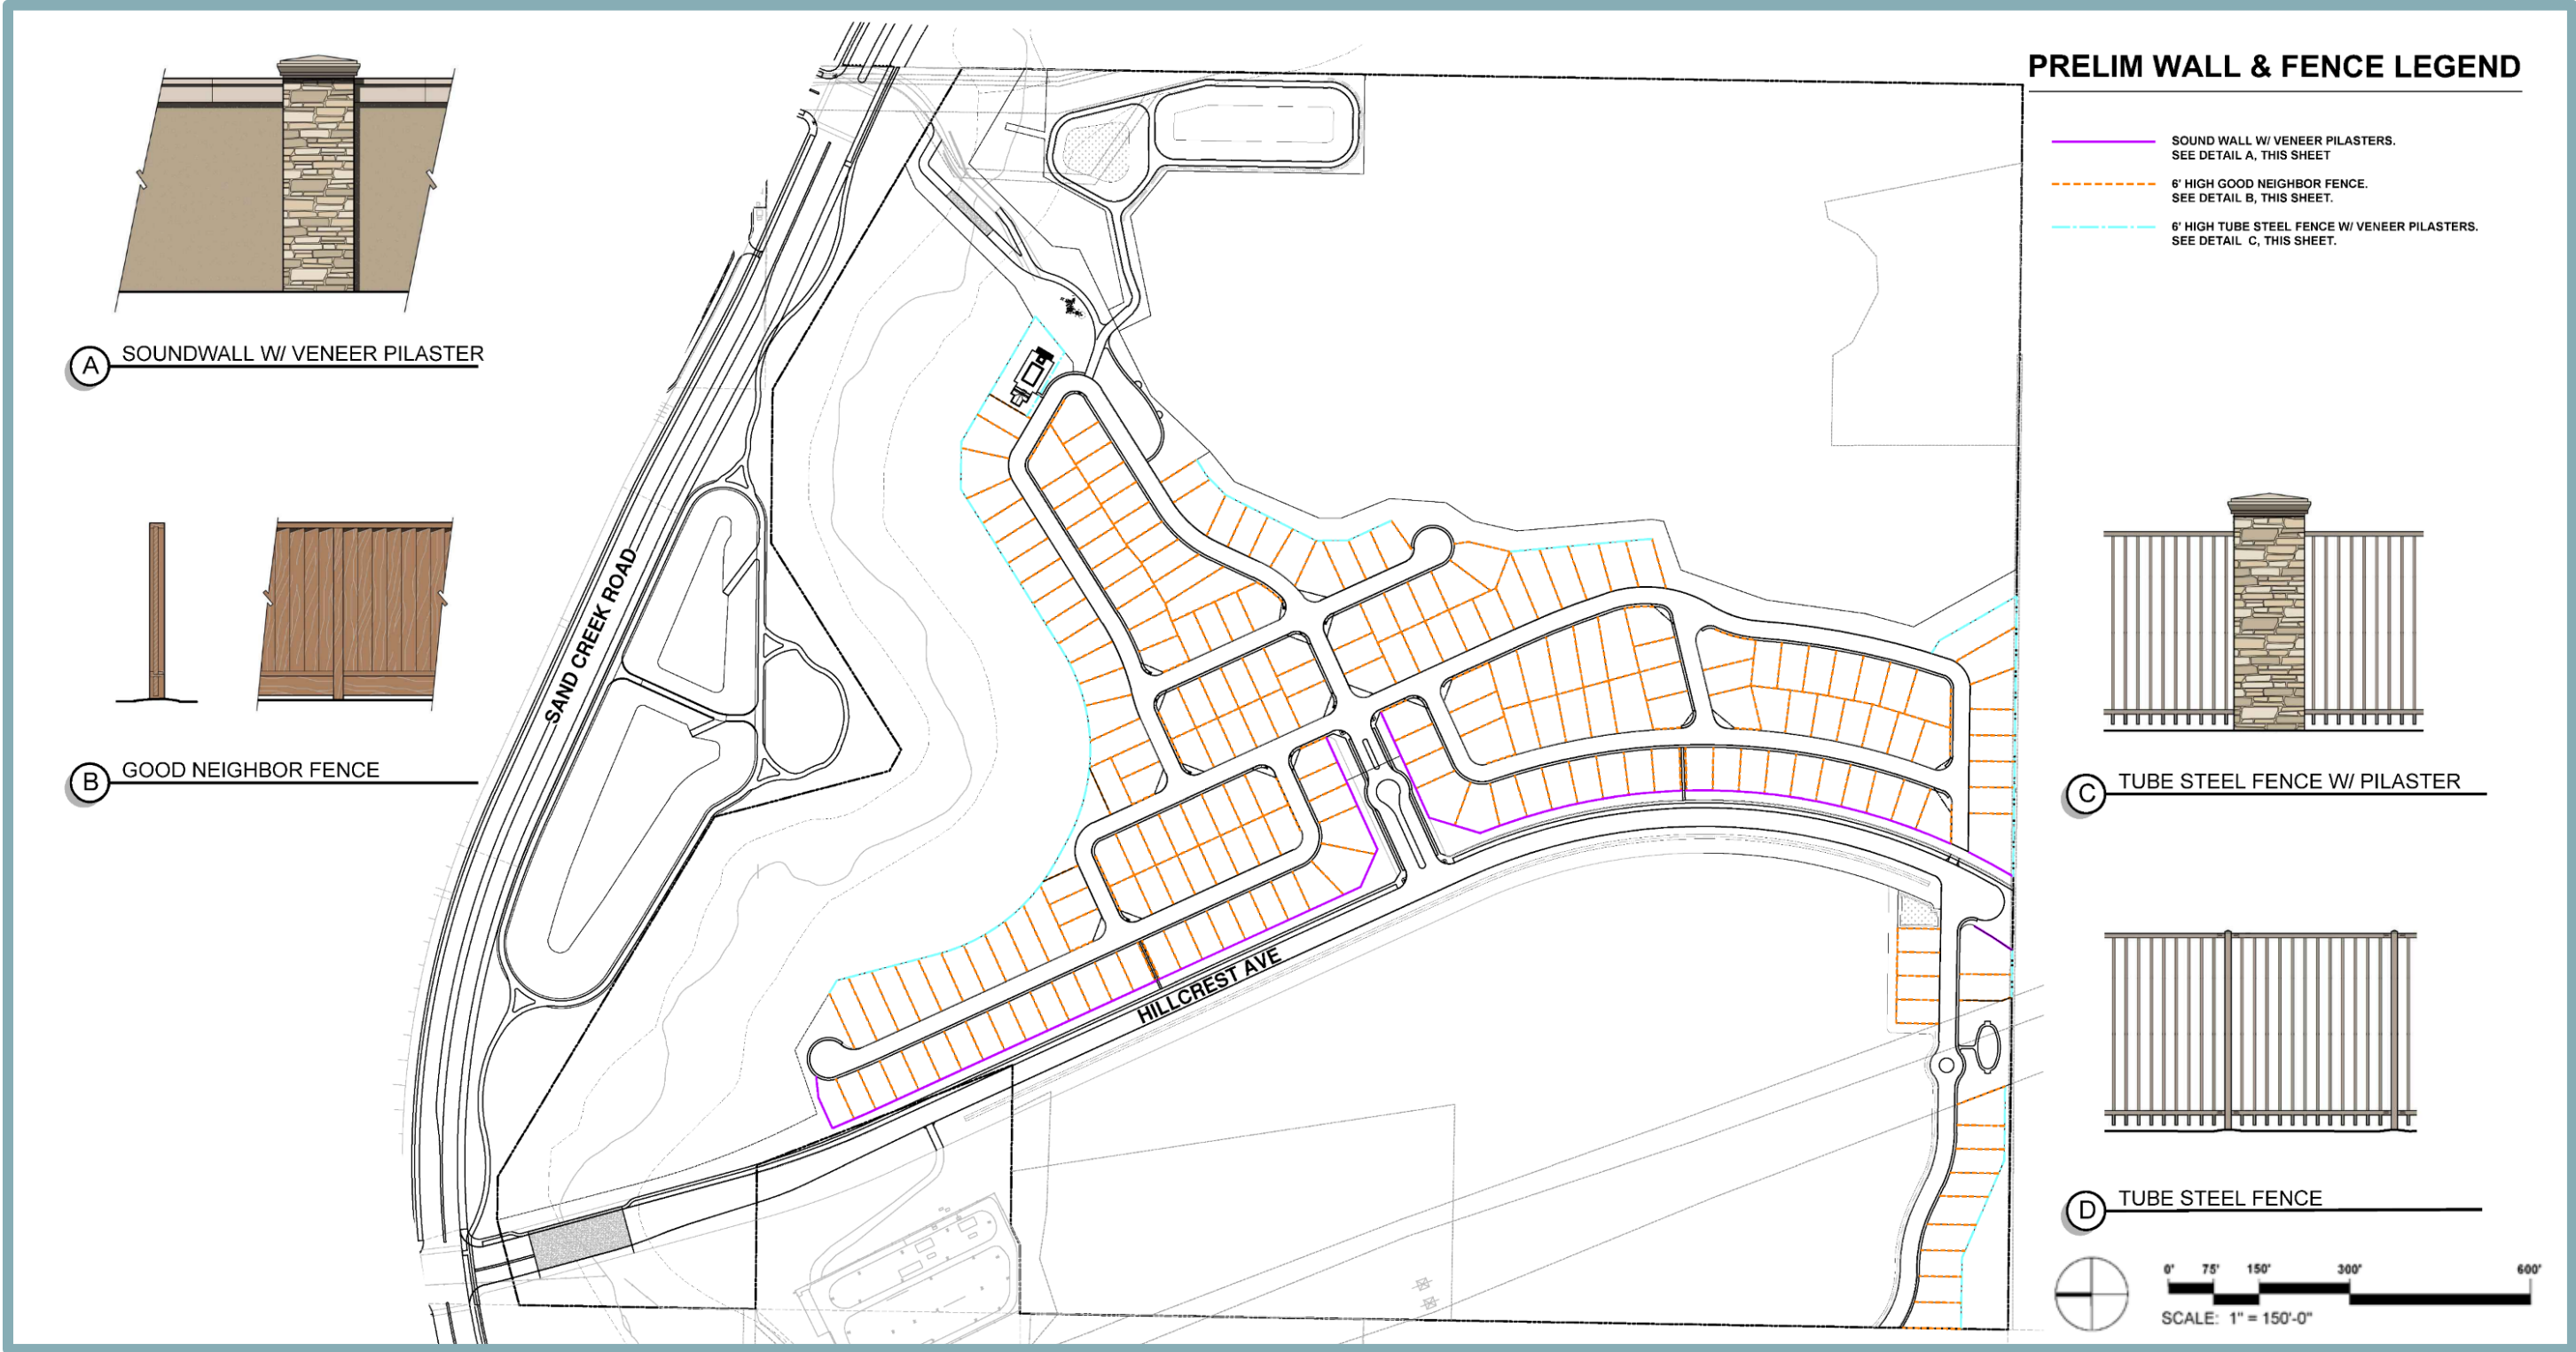 PRELIM WALL & FENCE LEGEND
SOUND WALL W/ VENEER PILASTERS.
SEE DETAIL A, THIS SHEET
6' HIGH GOOD NEIGHBOR FENCE.
SEE DETAIL B, THIS SHEET.
6' HIGH TUBE STEEL FENCE W/ VENEER PILASTERS.
SEE DETAIL C, THIS SHEET.
A SOUNDWALL W/ VENEER PILASTER
B GOOD NEIGHBOR FENCE
SAND CREEK ROAD
HILLCREST AVE
C TUBE STEEL FENCE W/ PILASTER
D TUBE STEEL FENCE
0' 75' 150' 300' 600'
SCALE: 1" = 150'-0"